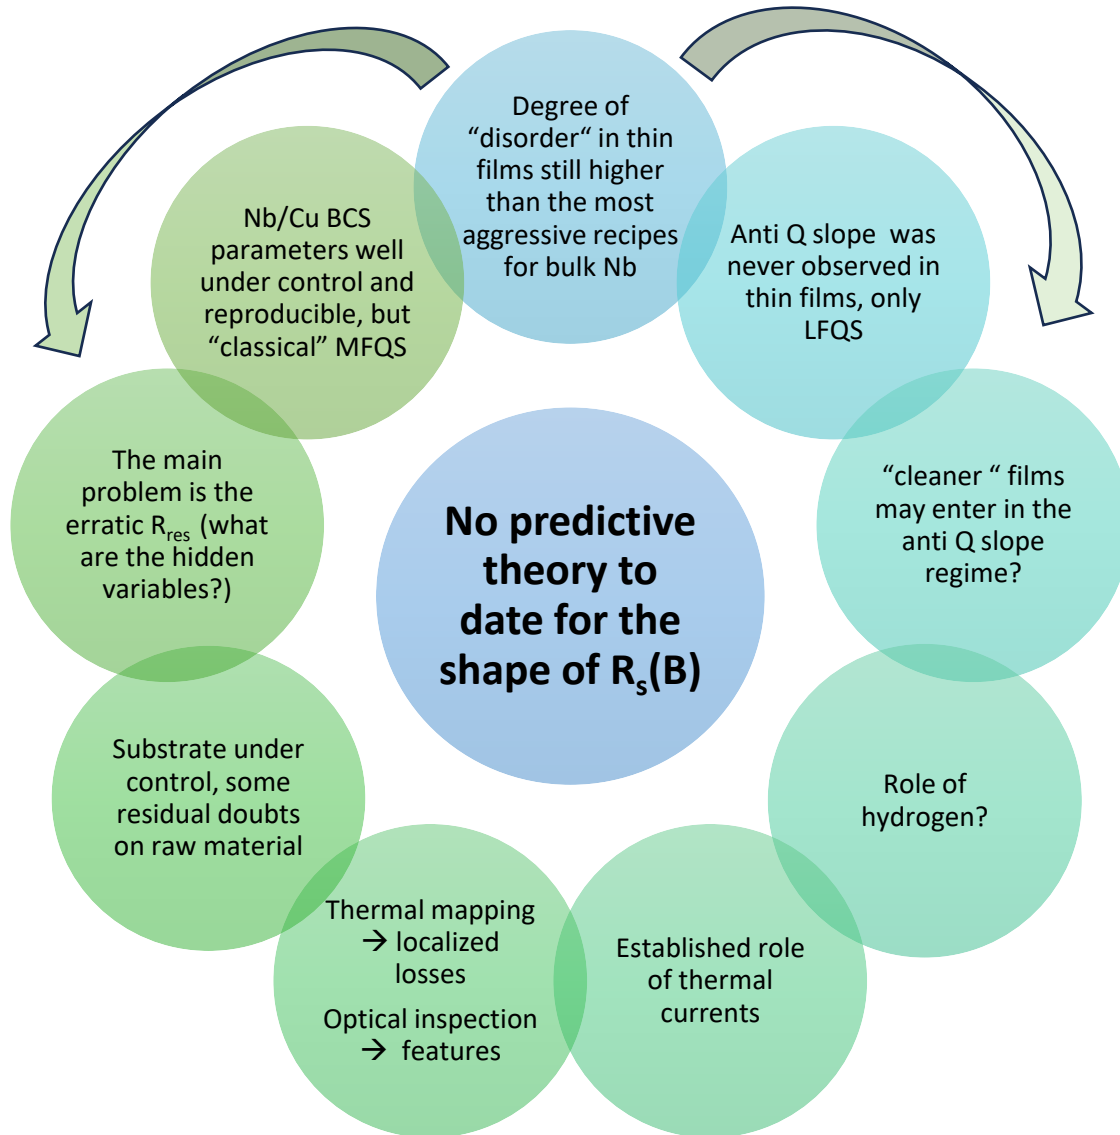 Degree of
“disorder“ in thin
films still higher
than the most
aggressive recipes
for bulk Nb
Anti Q slope  was
never observed in
thin films, only
LFQS
“cleaner “ films
may enter in the
anti Q slope
regime?
Role of
hydrogen?
Established role
of thermal
currents
Thermal mapping
→ localized
losses
Optical inspection
→  features
Substrate under
control, some
residual doubts
on raw material
The main
problem is the
erratic Rres (what
are the hidden
variables?)
Nb/Cu BCS
parameters well
under control and
reproducible, but
“classical” MFQS
No predictive
theory to
date for the
shape of Rs(B)